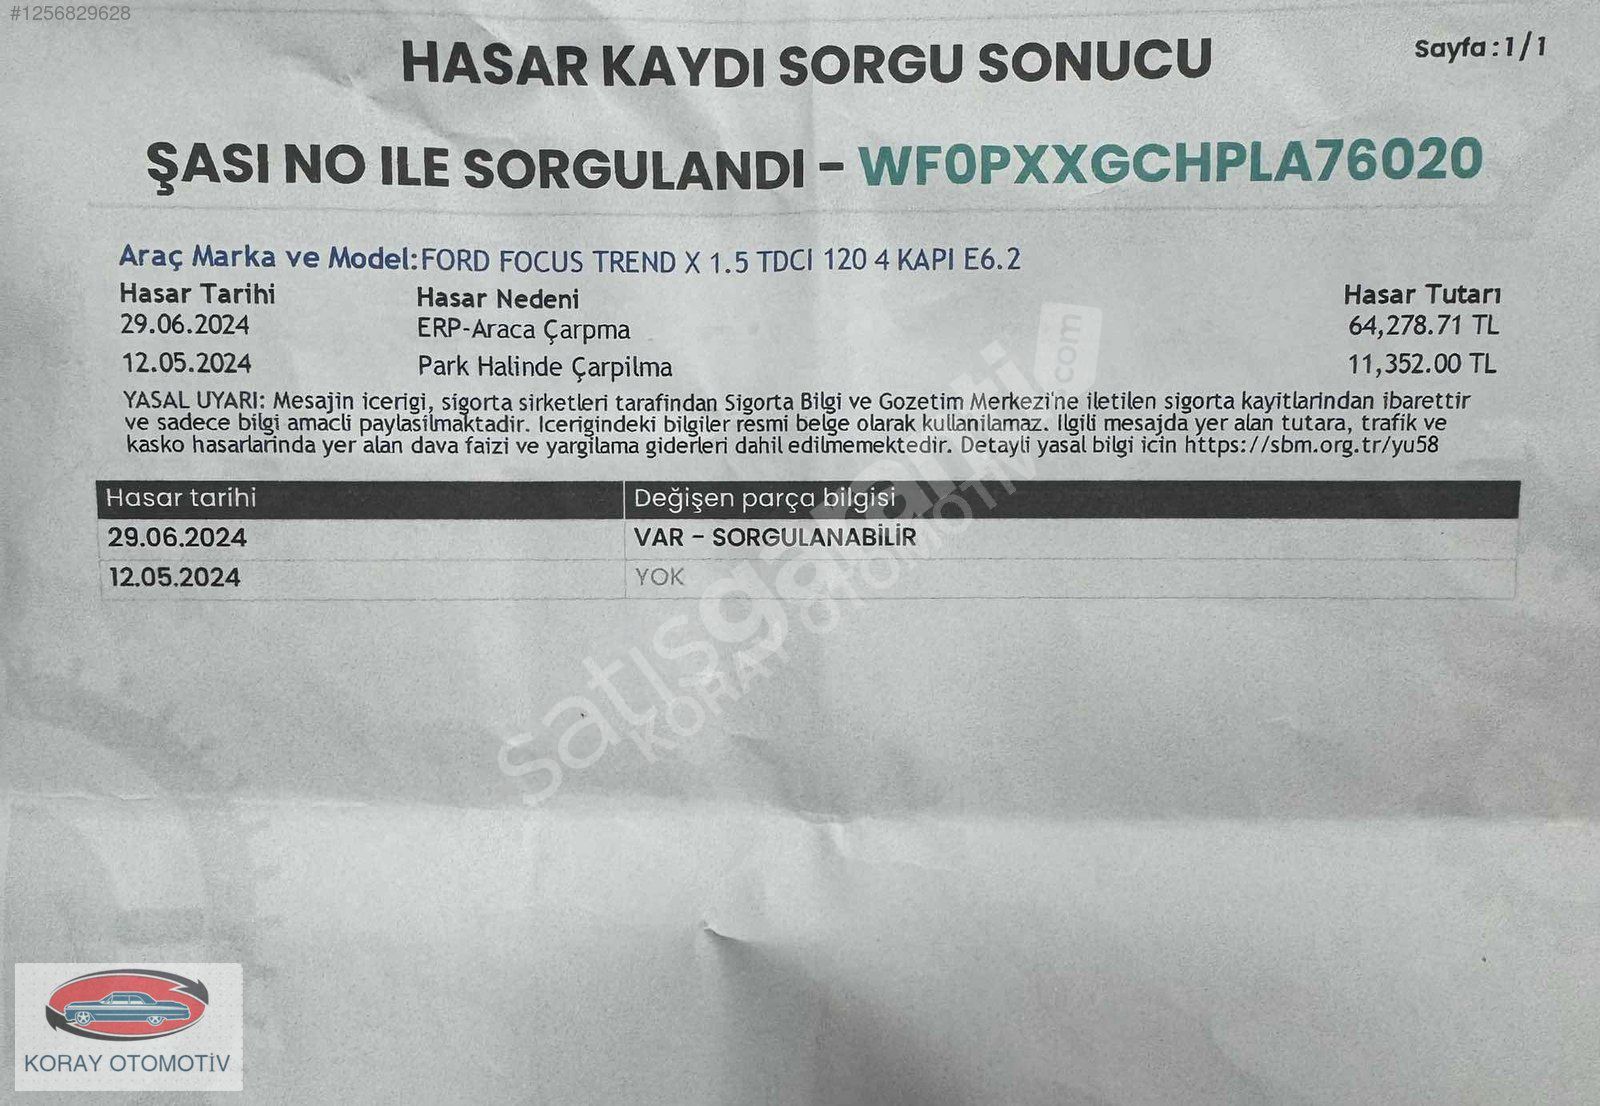 #1256829628
HASAR KAYDI SORGU SONUCU
Sayfa:1/1
ŞASI NO ILE SORGULANDI - WF0PXXGCHPLA76020
Araç Marka ve Model:FORD FOCUS TREND X 1.5 TDCI 120 4 KAPI E6.2
Hasar Tarihi Hasar Nedeni Hasar Tutarı
29.06.2024 ERP-Araca Çarpma 64,278.71 TL
12.05.2024 Park Halinde Çarpilma 11,352.00 TL
YASAL UYARI: Mesajin icerigi, sigorta sirketleri tarafindan Sigorta Bilgi ve Gozetim Merkezi'ne iletilen sigorta kayitlarindan ibarettir
ve sadece bilgi amacli paylasilmaktadir. Icerigindeki bilgiler resmi belge olarak kullanilamaz. Ilgili mesajda yer alan tutara, trafik ve
kasko hasarlarinda yer alan dava faizi ve yargilama giderleri dahil edilmemektedir. Detayli yasal bilgi icin https://sbm.org.tr/yu58
Hasar tarihi Değişen parça bilgisi
29.06.2024 VAR - SORGULANABİLİR
12.05.2024 YOK
KORAY OTOMOTİV